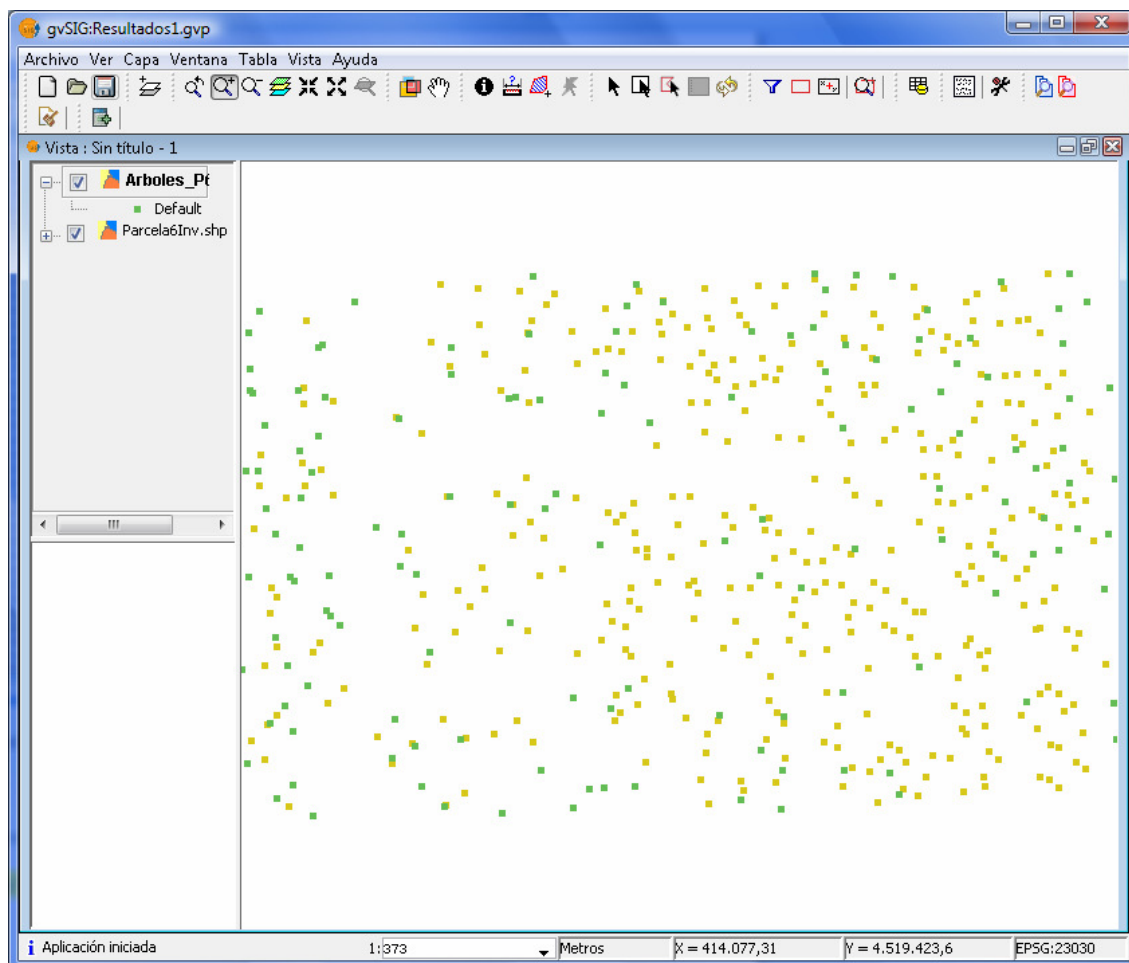 gvSIG:Resultados1.gvp
Archivo Ver Capa Ventana Tabla Vista Ayuda
Vista : Sin título - 1
Arboles_P
Default
Parcela6Inv.shp
Aplicación iniciada 1:373 Metros X = 414.077,31 Y = 4.519.423,6 EPSG:23030